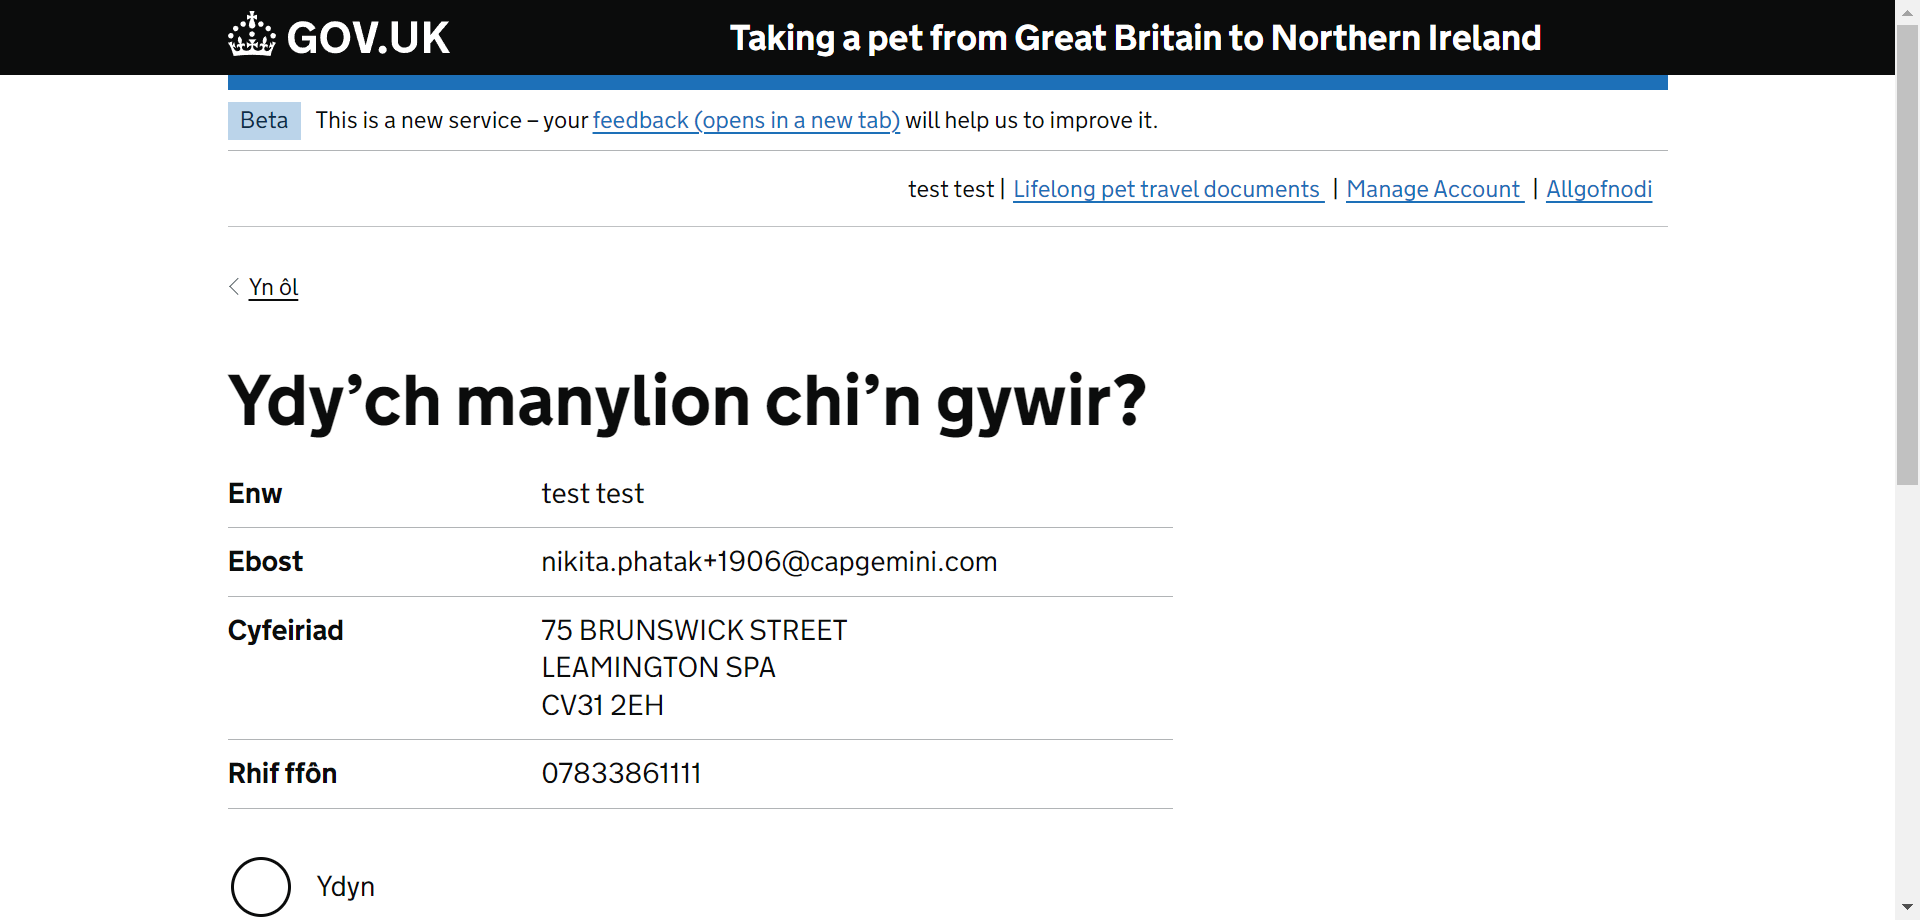 GOV.UK Taking a pet from Great Britain to Northern Ireland
Beta This is a new service – your feedback (opens in a new tab) will help us to improve it.
test test | Lifelong pet travel documents | Manage Account | Allgofnodi
Yn ôl
Ydy’ch manylion chi’n gywir?
Enw test test
Ebost nikita.phatak+1906@capgemini.com
Cyfeiriad 75 BRUNSWICK STREET
LEAMINGTON SPA
CV31 2EH
Rhif ffôn 07833861111
Ydyn